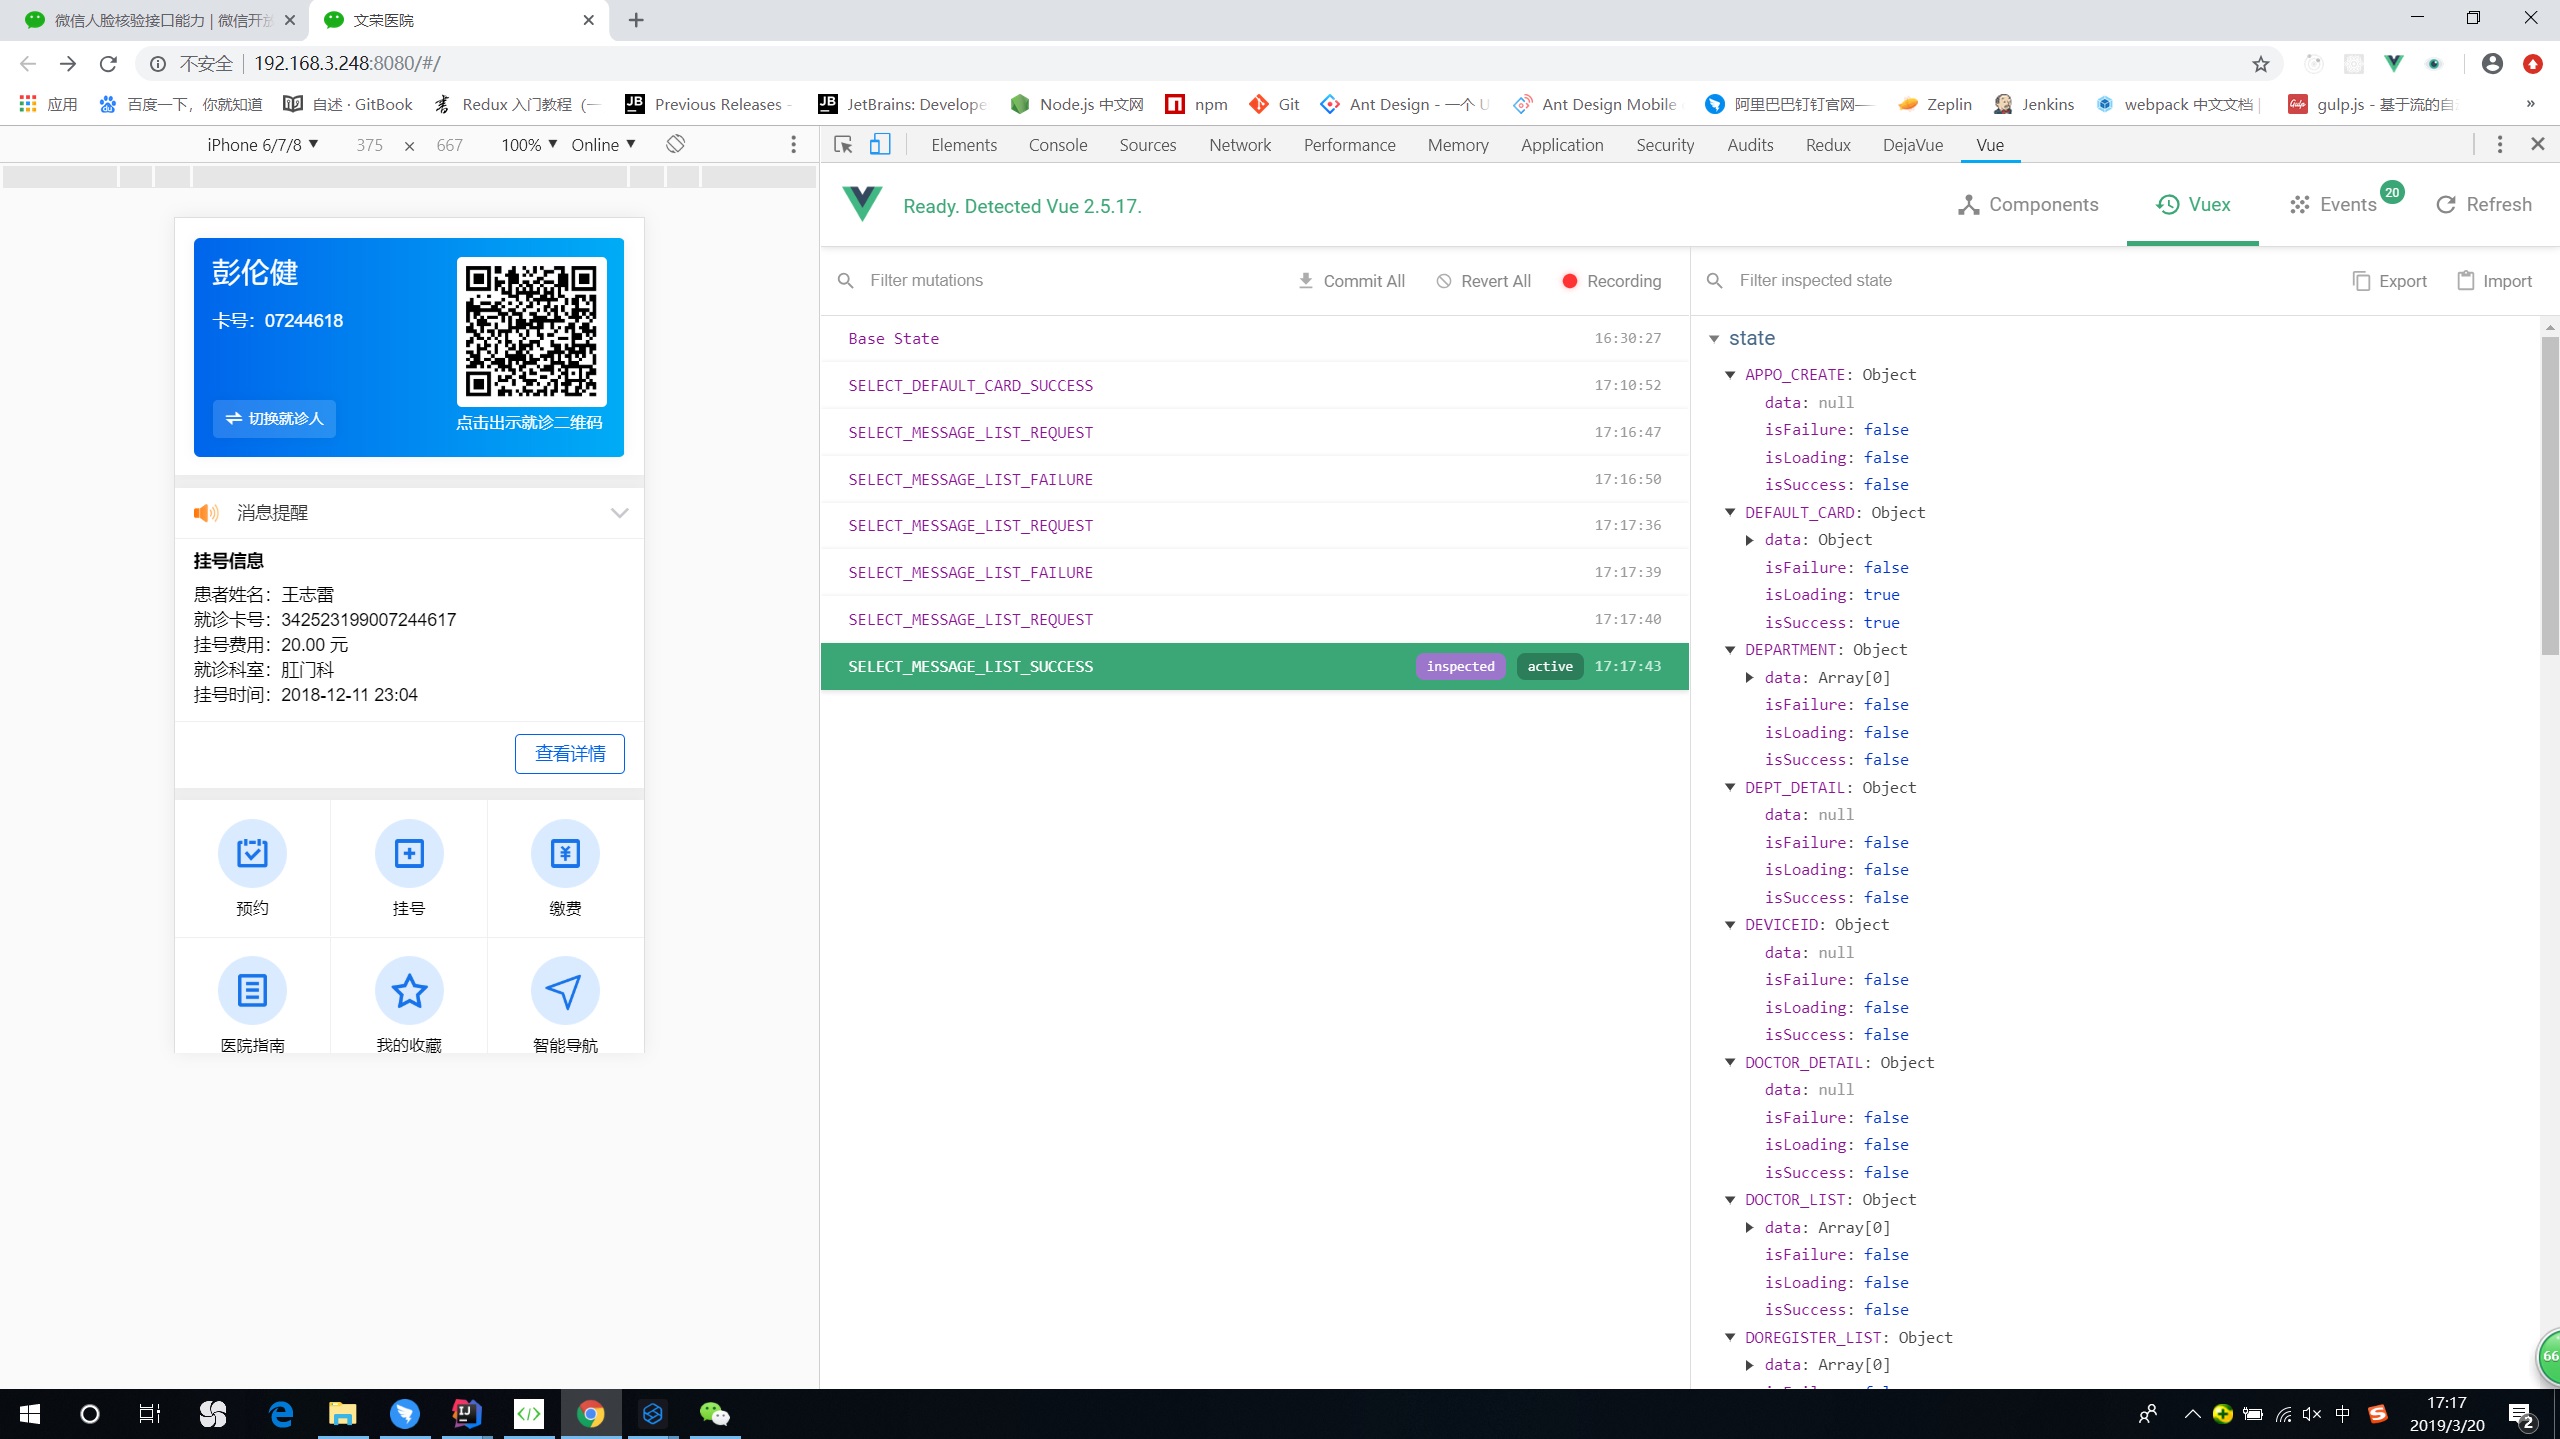 微信人脸核验接口能力 | 微信开放
文荣医院
不安全 192.168.3.248:8080/#/
应用 百度一下，你就知道 自述 · GitBook Redux 入门教程（一 Previous Releases - JetBrains: Develope Node.js 中文网 npm Git Ant Design - 一个 U Ant Design Mobile 阿里巴巴钉钉官网— Zeplin Jenkins webpack 中文文档 | gulp.js - 基于流的自 »
iPhone 6/7/8 375 × 667 100% Online
Elements Console Sources Network Performance Memory Application Security Audits Redux DejaVue Vue
Ready. Detected Vue 2.5.17.
Components Vuex Events 20 Refresh
彭伦健
卡号：07244618
切换就诊人
点击出示就诊二维码
消息提醒
挂号信息
患者姓名：王志雷
就诊卡号：342523199007244617
挂号费用：20.00 元
就诊科室：肛门科
挂号时间：2018-12-11 23:04
查看详情
预约 挂号 缴费
医院指南 我的收藏 智能导航
Filter mutations Commit All Revert All Recording
Base State 16:30:27
SELECT_DEFAULT_CARD_SUCCESS 17:10:52
SELECT_MESSAGE_LIST_REQUEST 17:16:47
SELECT_MESSAGE_LIST_FAILURE 17:16:50
SELECT_MESSAGE_LIST_REQUEST 17:17:36
SELECT_MESSAGE_LIST_FAILURE 17:17:39
SELECT_MESSAGE_LIST_REQUEST 17:17:40
SELECT_MESSAGE_LIST_SUCCESS inspected active 17:17:43
Filter inspected state Export Import
state
APPO_CREATE: Object
data: null
isFailure: false
isLoading: false
isSuccess: false
DEFAULT_CARD: Object
data: Object
isFailure: false
isLoading: true
isSuccess: true
DEPARTMENT: Object
data: Array[0]
isFailure: false
isLoading: false
isSuccess: false
DEPT_DETAIL: Object
data: null
isFailure: false
isLoading: false
isSuccess: false
DEVICEID: Object
data: null
isFailure: false
isLoading: false
isSuccess: false
DOCTOR_DETAIL: Object
data: null
isFailure: false
isLoading: false
isSuccess: false
DOCTOR_LIST: Object
data: Array[0]
isFailure: false
isLoading: false
isSuccess: false
DOREGISTER_LIST: Object
data: Array[0]
66
中 17:17
2019/3/20 2